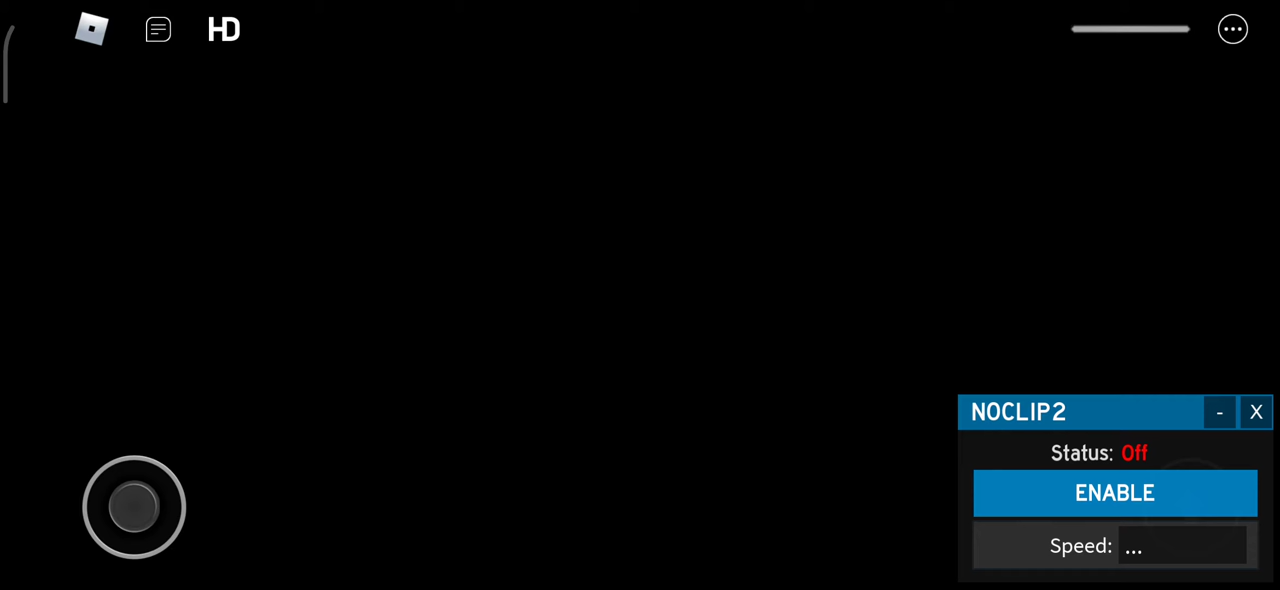 HD
NOCLIP2 - X
Status: Off
ENABLE
Speed: ...